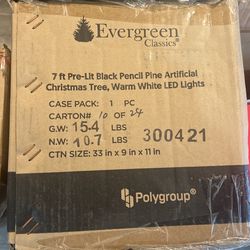 Evergreen
Classics®
7 ft Pre-Lit Black Pencil Pine Artificial
Christmas Tree, Warm White LED Lights
CASE PACK: 1 PC
CARTON# 10 OF 24
G.W: 15.4 LBS
N.W: 10.7 LBS 300421
CTN SIZE: 33 in x 9 in x 11 in
Polygroup®